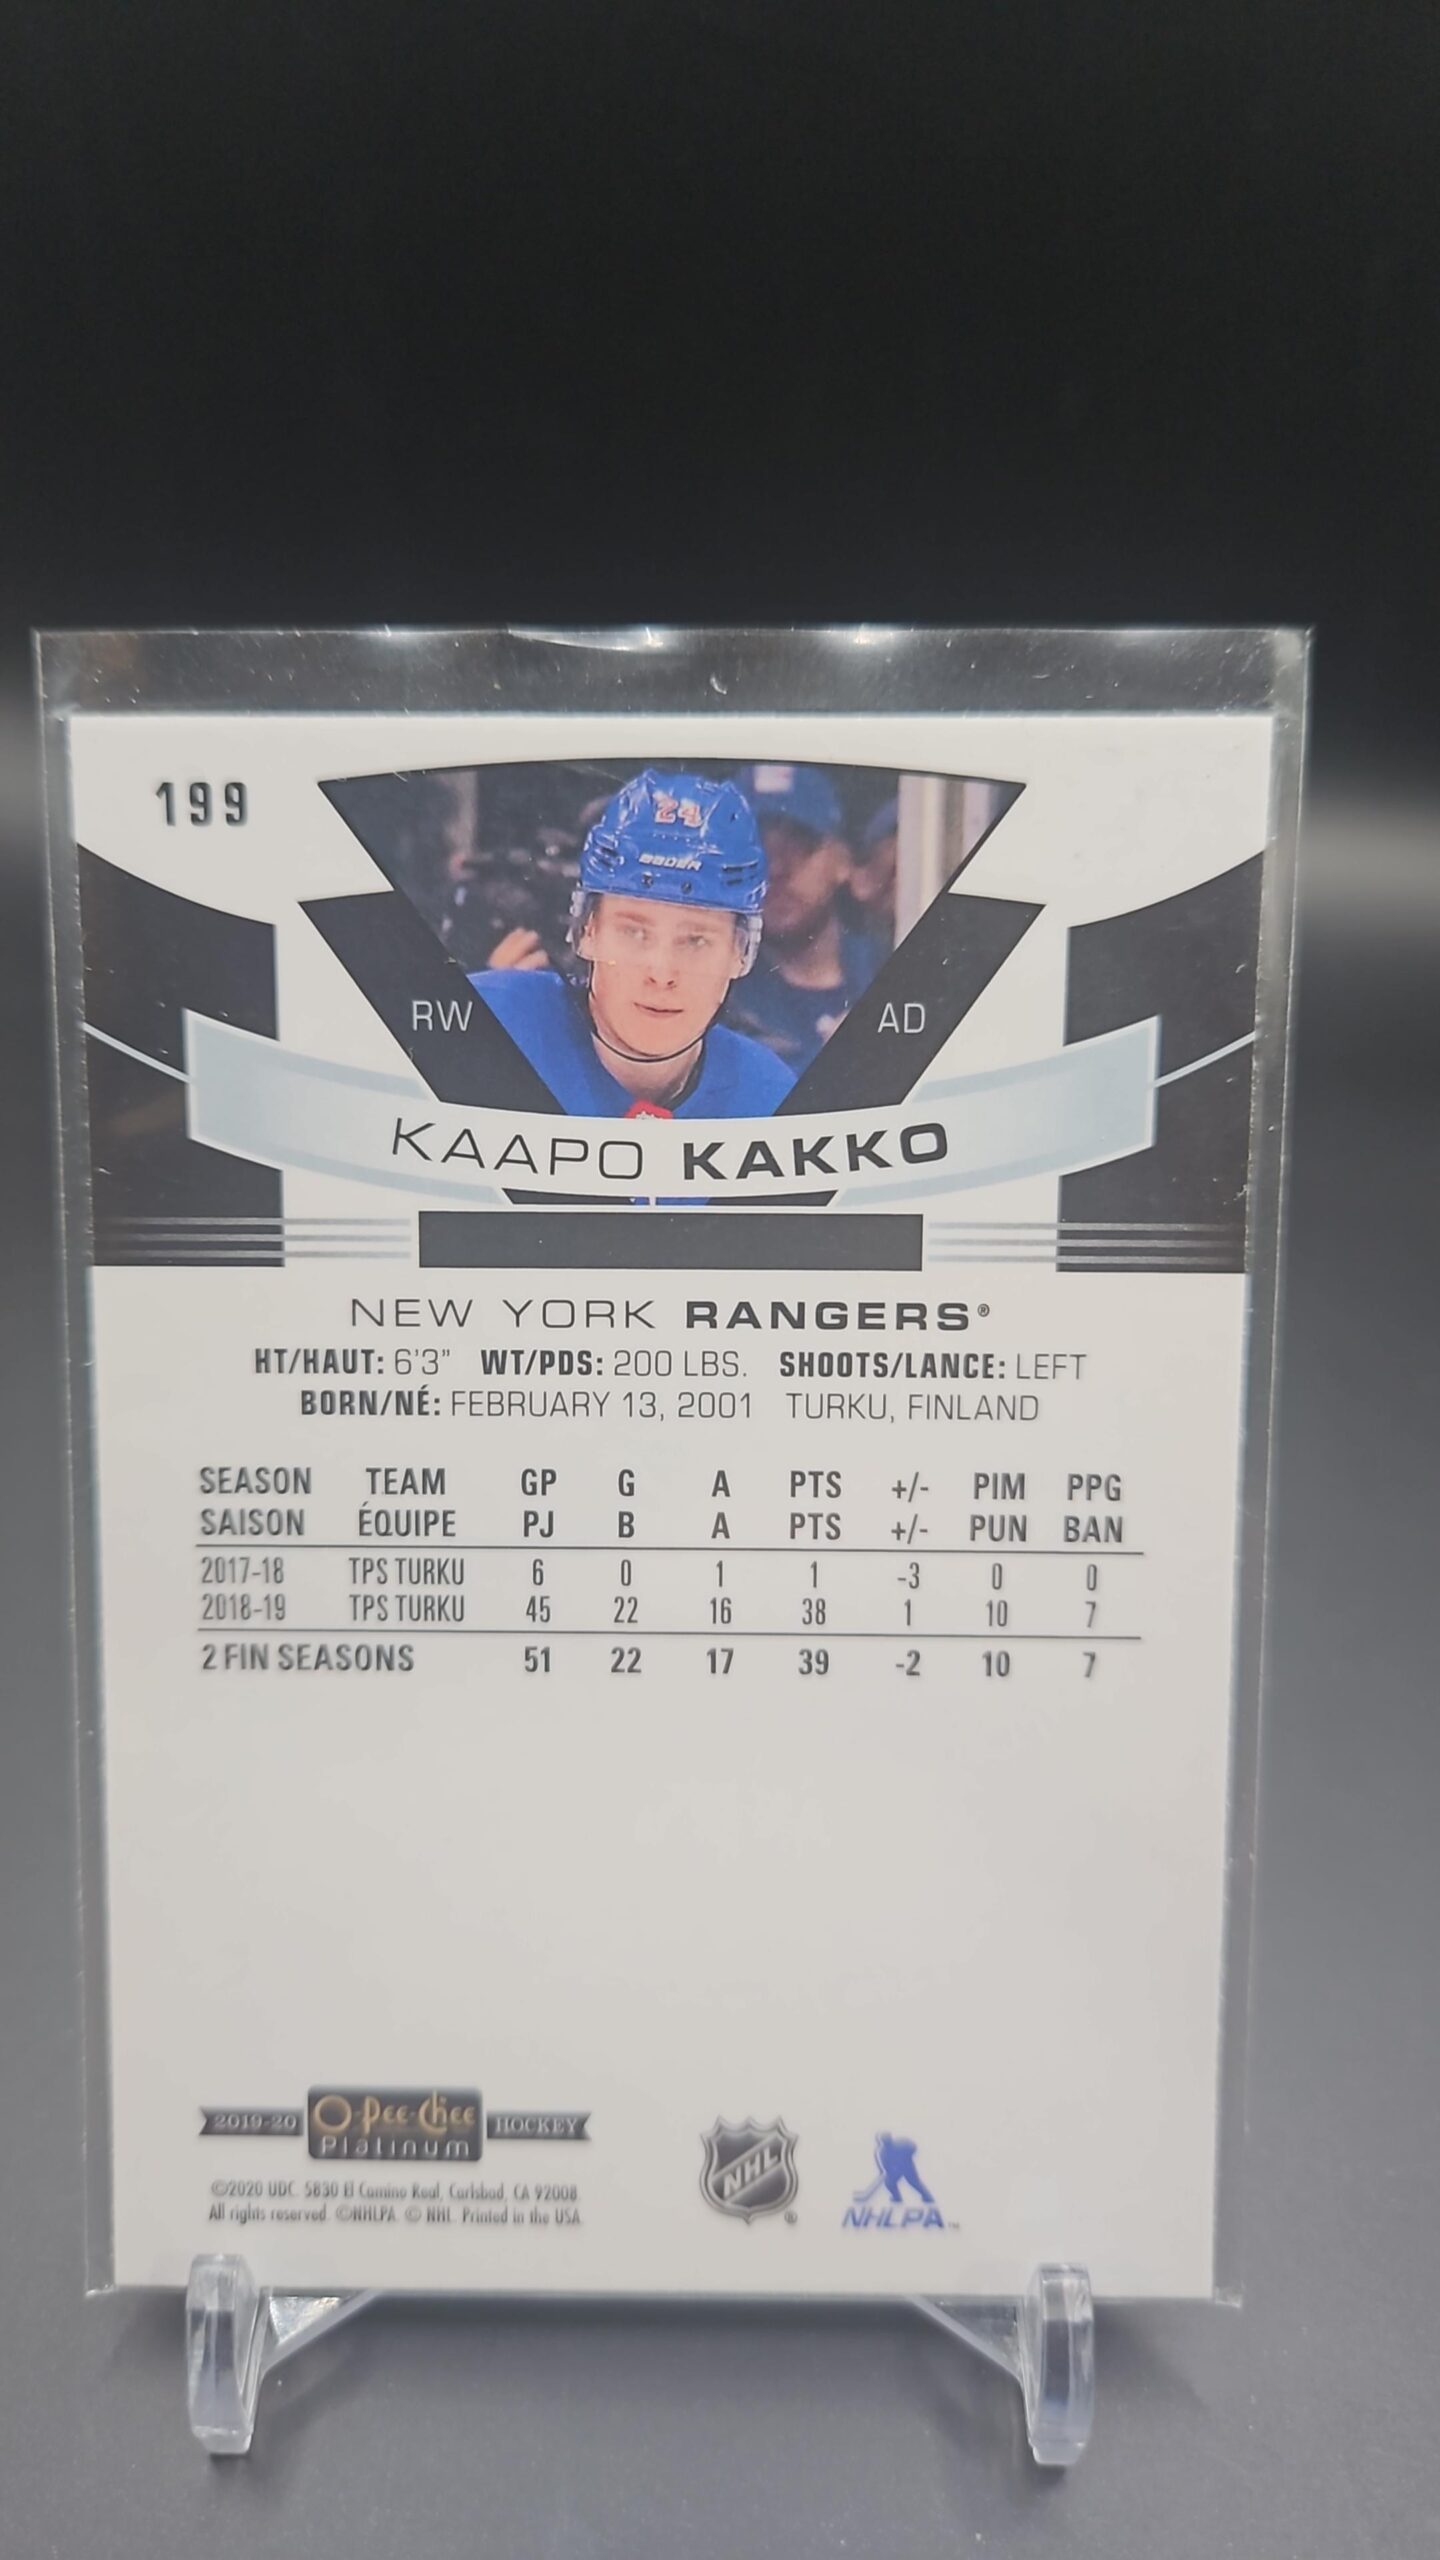 199
24
BAUER
RW
AD
KAAPO KAKKO
NEW YORK RANGERS®
HT/HAUT: 6'3" WT/PDS: 200 LBS. SHOOTS/LANCE: LEFT
BORN/NÉ: FEBRUARY 13, 2001 TURKU, FINLAND
SEASON TEAM GP G A PTS +/- PIM PPG
SAISON ÉQUIPE PJ B A PTS +/- PUN BAN
2017-18 TPS TURKU 6 0 1 1 -3 0 0
2018-19 TPS TURKU 45 22 16 38 1 10 7
2 FIN SEASONS 51 22 17 39 -2 10 7
2019-20 O-Pee-Chee HOCKEY
Platinum
©2020 UDC. 5830 El Camino Real, Carlsbad, CA 92008.
All rights reserved. ©NHLPA. © NHL. Printed in the USA.
NHL ®
NHLPA™